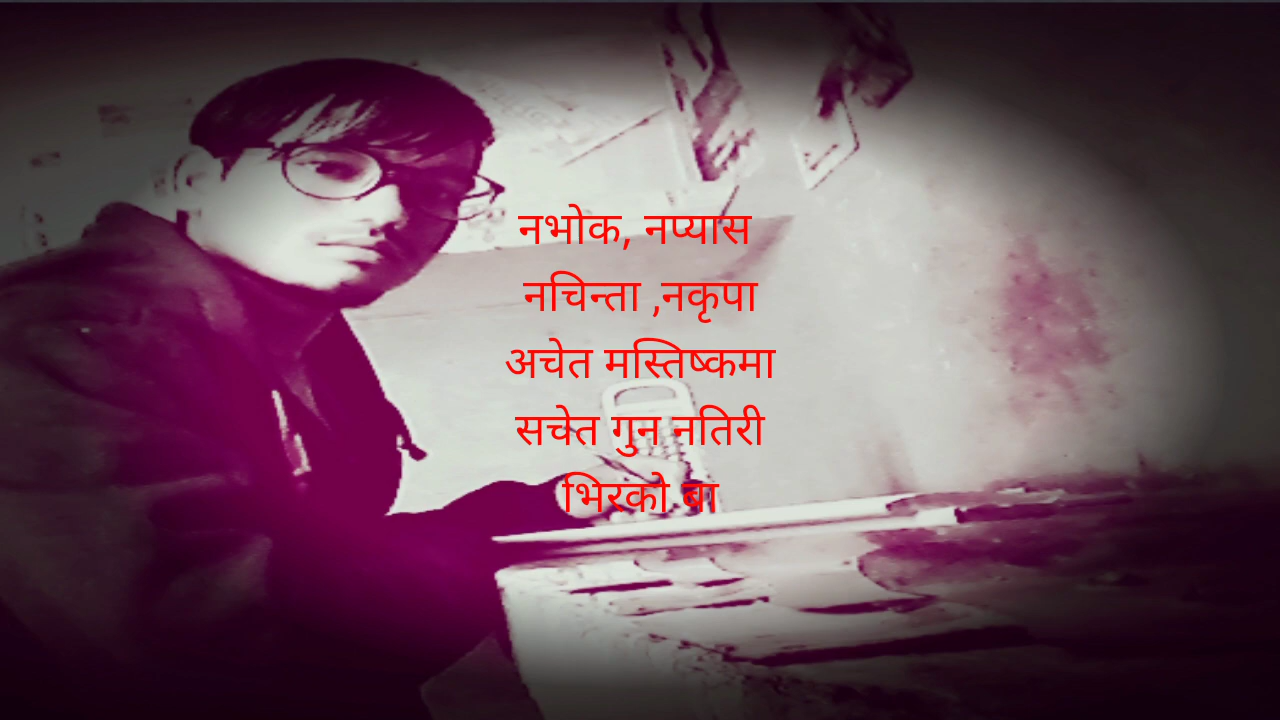 नभोक, नप्यास
नचिन्ता ,नकृपा
अचेत मस्तिष्कमा
सचेत गुन नतिरी
भिरको बा